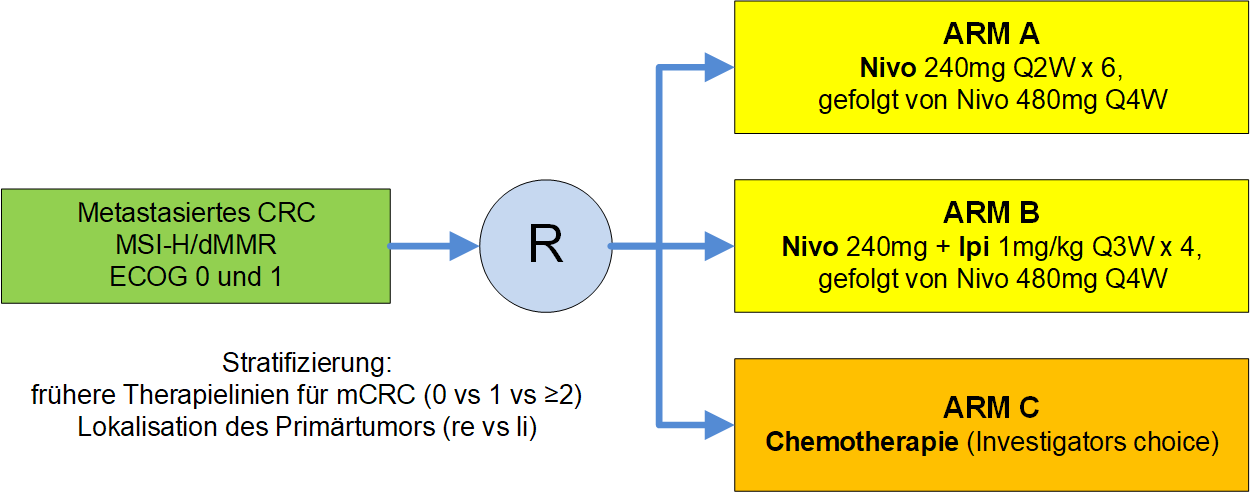 Metastasiertes CRC
MSI-H/dMMR
ECOG 0 und 1
Stratifizierung:
frühere Therapielinien für mCRC (0 vs 1 vs ≥2)
Lokalisation des Primärtumors (re vs li)
R
ARM A
Nivo 240mg Q2W x 6,
gefolgt von Nivo 480mg Q4W
ARM B
Nivo 240mg + Ipi 1mg/kg Q3W x 4,
gefolgt von Nivo 480mg Q4W
ARM C
Chemotherapie (Investigators choice)